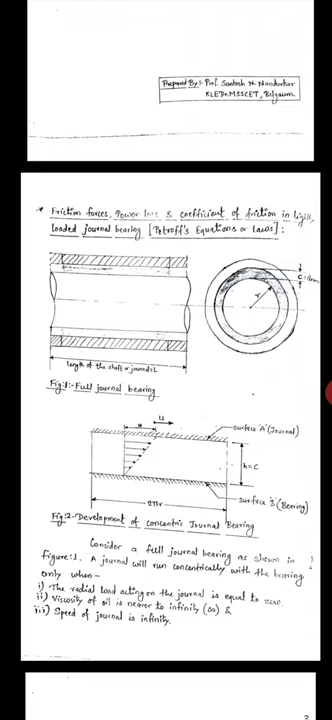 Prepared By:- Prof. Santosh N. Nandurkar
KLEDr.MSSCET, Belgaum.
* Friction forces, Power loss & coefficient of friction in lightly
loaded journal bearing [Petroff's Equations or Laws]:
C=clea
r
length of the shaft or journal=L
Fig:1:- Full journal bearing
U
u
surface 'A' (Journal)
h=C
surface 'B' (Bearing)
2πr
Fig:2:- Development of concentric Journal Bearing
Consider a full journal bearing as shown in
Figure:1. A journal will run concentrically with the bearing
only when -
i) The radial load acting on the journal is equal to zero.
ii) Viscosity of oil is nearer to infinity (∞) &
iii) Speed of journal is infinity.
2